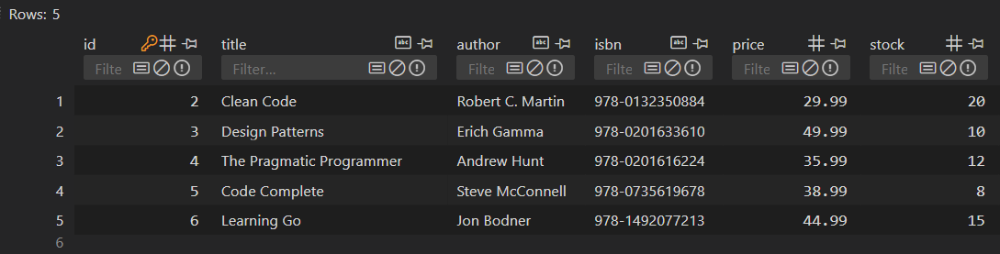 Rows: 5
id title author isbn price stock
Filte Filter... Filte Filte Filte Filte
1 2 Clean Code Robert C. Martin 978-0132350884 29.99 20
2 3 Design Patterns Erich Gamma 978-0201633610 49.99 10
3 4 The Pragmatic Programmer Andrew Hunt 978-0201616224 35.99 12
4 5 Code Complete Steve McConnell 978-0735619678 38.99 8
5 6 Learning Go Jon Bodner 978-1492077213 44.99 15
6